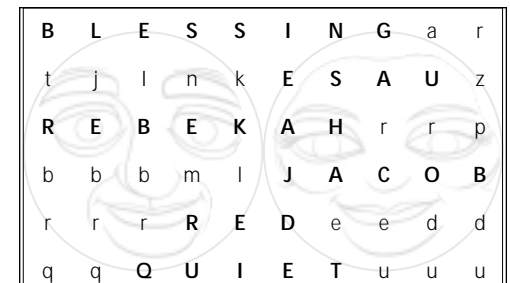 B L E S S I N G a r
t j l n k E S A U z
R E B E K A H r r p
b b b m l J A C O B
r r r R E D e e d d
q q Q U I E T u u u